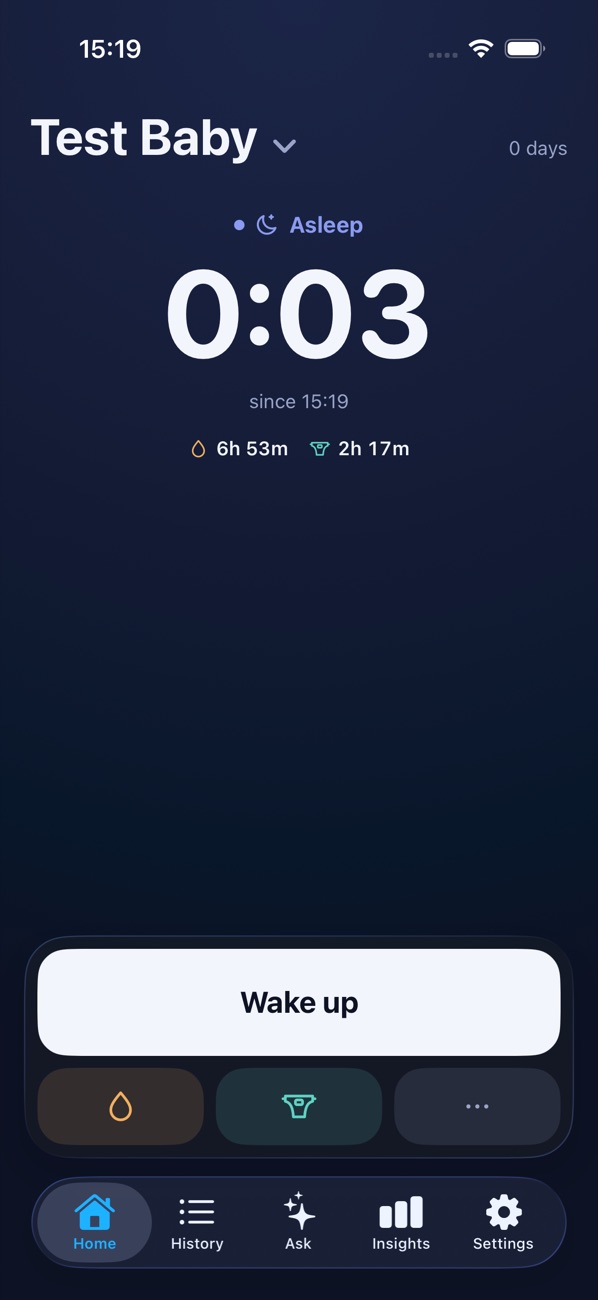 15:19
Test Baby
0 days
Asleep
0:03
since 15:19
6h 53m 2h 17m
Wake up
Home History Ask Insights Settings